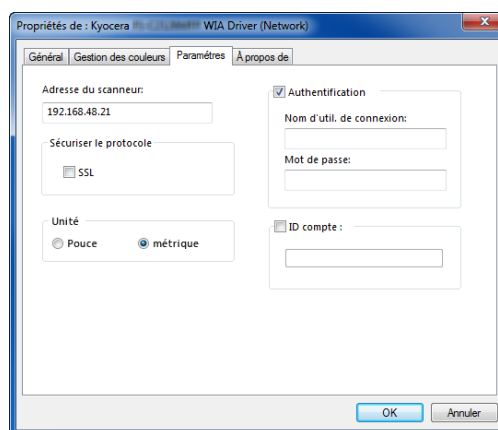 Propriétés de : Kyocera WIA Driver (Network)
Général
Gestion des couleurs
Paramètres
À propos de
Adresse du scanneur:
192.168.48.21
Sécuriser le protocole
SSL
Unité
Pouce
métrique
Authentification
Nom d'util. de connexion:
Mot de passe:
ID compte :
OK
Annuler